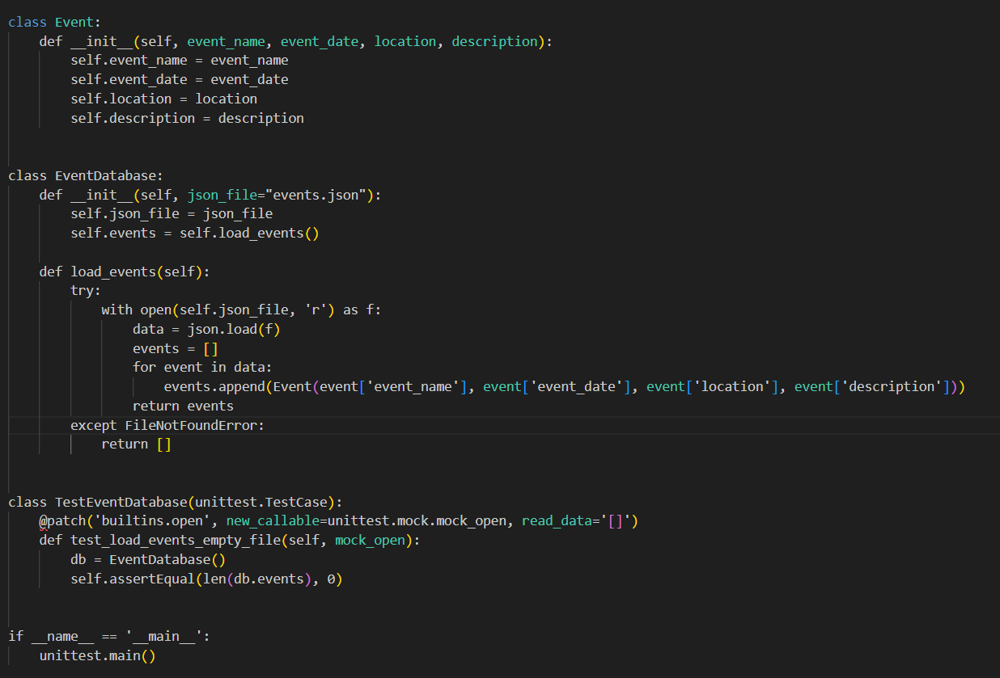 class Event:
    def __init__(self, event_name, event_date, location, description):
        self.event_name = event_name
        self.event_date = event_date
        self.location = location
        self.description = description
class EventDatabase:
    def __init__(self, json_file="events.json"):
        self.json_file = json_file
        self.events = self.load_events()
    def load_events(self):
        try:
            with open(self.json_file, 'r') as f:
                data = json.load(f)
                events = []
                for event in data:
                    events.append(Event(event['event_name'], event['event_date'], event['location'], event['description']))
                return events
        except FileNotFoundError:
            return []
class TestEventDatabase(unittest.TestCase):
    @patch('builtins.open', new_callable=unittest.mock.mock_open, read_data='[]')
    def test_load_events_empty_file(self, mock_open):
        db = EventDatabase()
        self.assertEqual(len(db.events), 0)
if __name__ == '__main__':
    unittest.main()